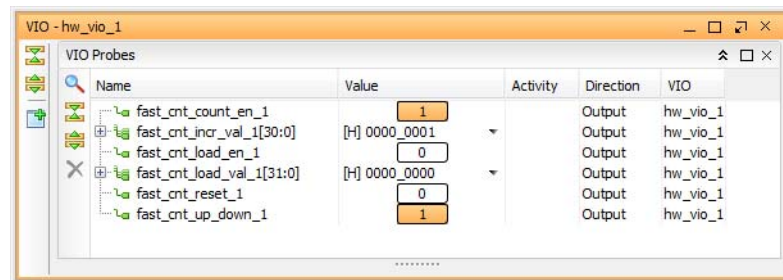 VIO - hw_vio_1
VIO Probes
Name Value Activity Direction VIO
fast_cnt_count_en_1 1 Output hw_vio_1
fast_cnt_incr_val_1[30:0] [H] 0000_0001 Output hw_vio_1
fast_cnt_load_en_1 0 Output hw_vio_1
fast_cnt_load_val_1[31:0] [H] 0000_0000 Output hw_vio_1
fast_cnt_reset_1 0 Output hw_vio_1
fast_cnt_up_down_1 1 Output hw_vio_1